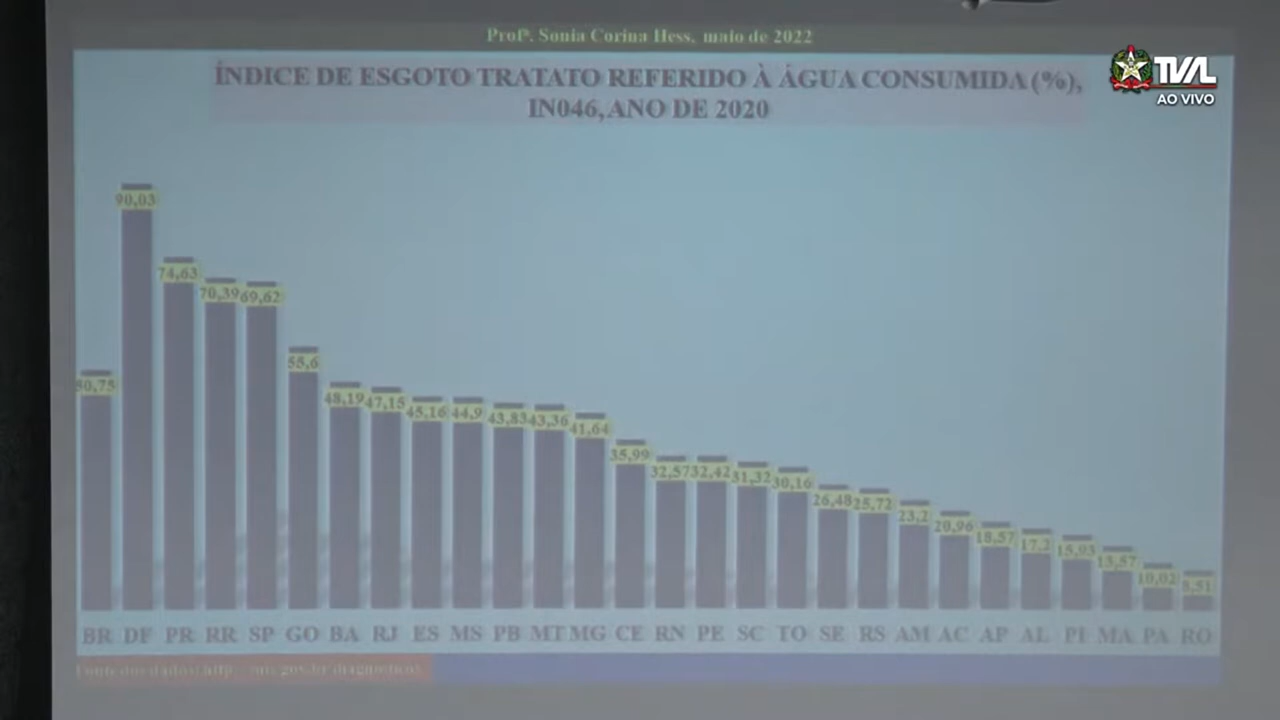 Profª. Sonia Corina Hess, maio de 2022
TVAL
AO VIVO
ÍNDICE DE ESGOTO TRATATO REFERIDO À ÁGUA CONSUMIDA (%),
IN046, ANO DE 2020
50,75 90,03 74,63 70,39 69,62 55,6 48,19 47,15 45,16 44,9 43,83 43,36 41,64 35,99 32,57 32,42 31,32 30,16 26,48 25,72 23,2 20,96 18,57 17,2 15,93 13,57 10,02 8,51
BR DF PR RR SP GO BA RJ ES MS PB MT MG CE RN PE SC TO SE RS AM AC AP AL PI MA PA RO